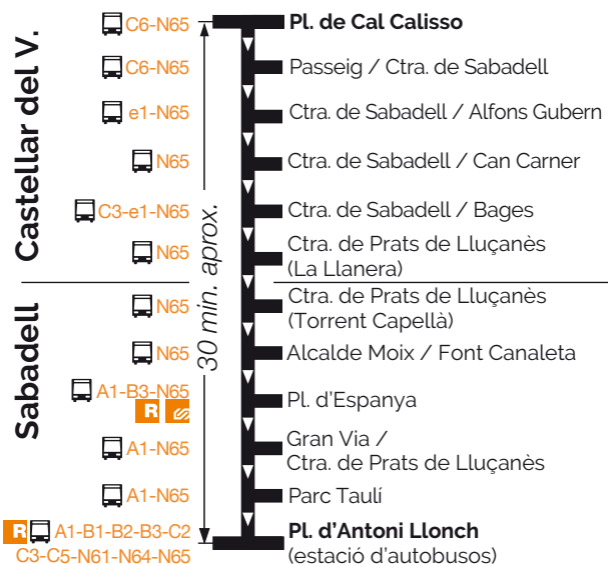 Castellar del V.
C6-N65
Pl. de Cal Calisso
C6-N65
Passeig / Ctra. de Sabadell
e1-N65
Ctra. de Sabadell / Alfons Gubern
N65
Ctra. de Sabadell / Can Carner
C3-e1-N65
Ctra. de Sabadell / Bages
N65
Ctra. de Prats de Lluçanès
(La Llanera)
30 min. aprox.
Sabadell
N65
Ctra. de Prats de Lluçanès
(Torrent Capellà)
N65
Alcalde Moix / Font Canaleta
A1-B3-N65
R
Pl. d'Espanya
A1-N65
Gran Via /
Ctra. de Prats de Lluçanès
A1-N65
Parc Taulí
R A1-B1-B2-B3-C2
C3-C5-N61-N64-N65
Pl. d'Antoni Llonch
(estació d'autobusos)